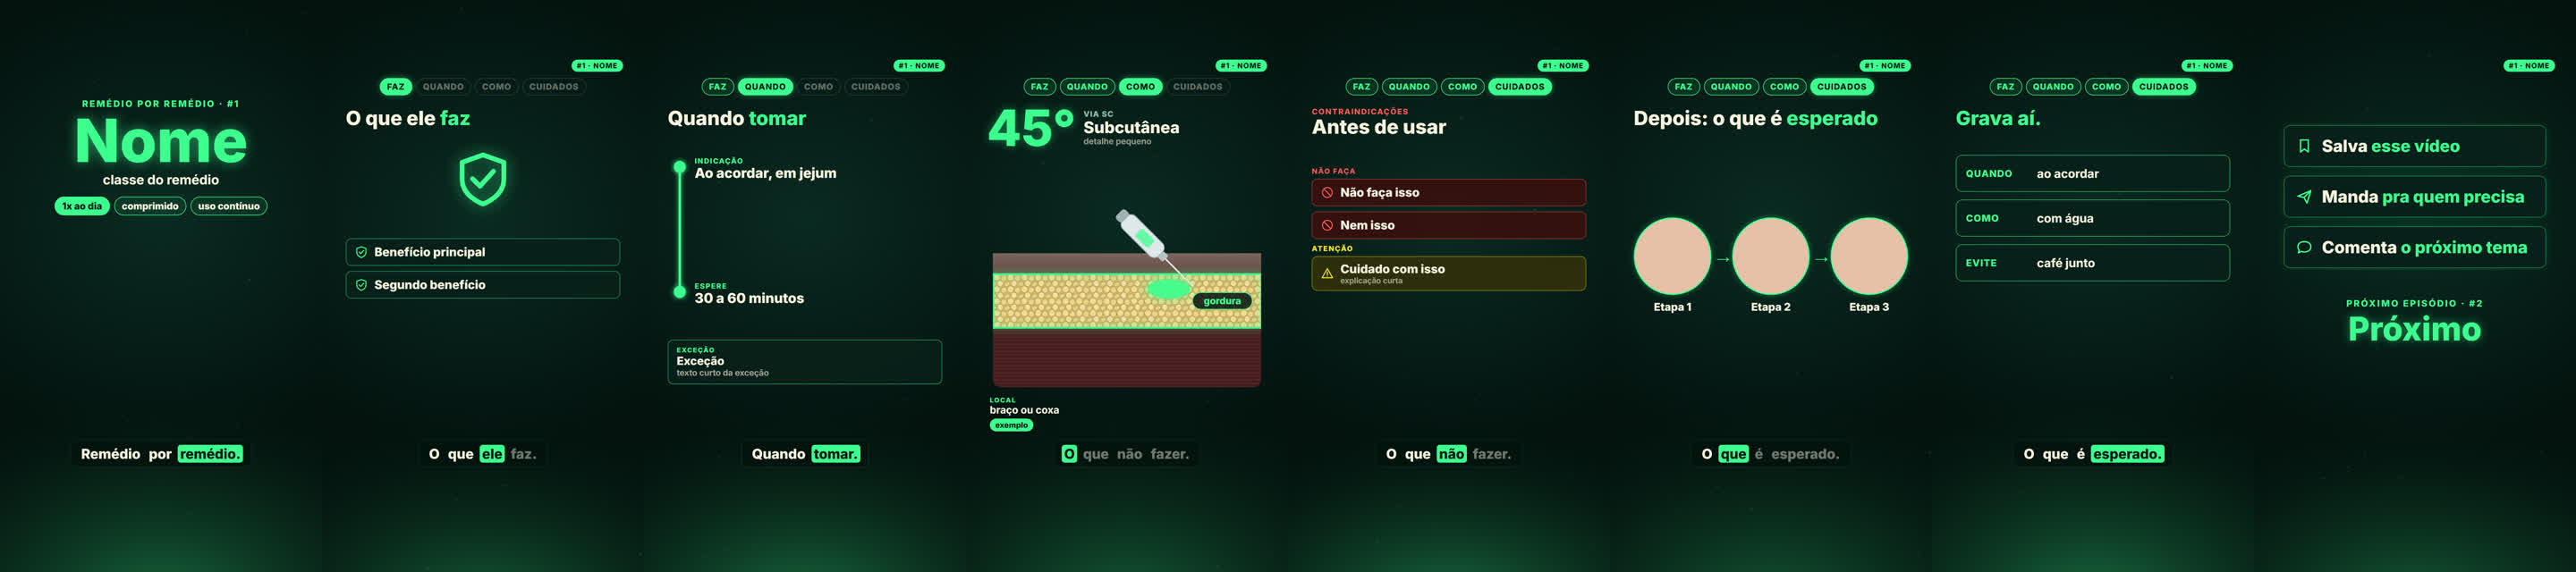 REMÉDIO POR REMÉDIO · #1
Nome
classe do remédio
1x ao dia
comprimido
uso contínuo
Remédio por remédio.
#1 · NOME
FAZ
QUANDO
COMO
CUIDADOS
O que ele faz
Benefício principal
Segundo benefício
O que ele faz.
#1 · NOME
FAZ
QUANDO
COMO
CUIDADOS
Quando tomar
INDICAÇÃO
Ao acordar, em jejum
ESPERE
30 a 60 minutos
EXCEÇÃO
Exceção
texto curto da exceção
Quando tomar.
#1 · NOME
FAZ
QUANDO
COMO
CUIDADOS
45°
VIA SC
Subcutânea
detalhe pequeno
gordura
LOCAL
braço ou coxa
exemplo
O que não fazer.
#1 · NOME
FAZ
QUANDO
COMO
CUIDADOS
CONTRAINDICAÇÕES
Antes de usar
NÃO FAÇA
Não faça isso
Nem isso
ATENÇÃO
Cuidado com isso
explicação curta
O que não fazer.
#1 · NOME
FAZ
QUANDO
COMO
CUIDADOS
Depois: o que é esperado
→
→
Etapa 1
Etapa 2
Etapa 3
O que é esperado.
#1 · NOME
FAZ
QUANDO
COMO
CUIDADOS
Grava aí.
QUANDO ao acordar
COMO com água
EVITE café junto
O que é esperado.
#1 · NOME
Salva esse vídeo
Manda pra quem precisa
Comenta o próximo tema
PRÓXIMO EPISÓDIO · #2
Próximo